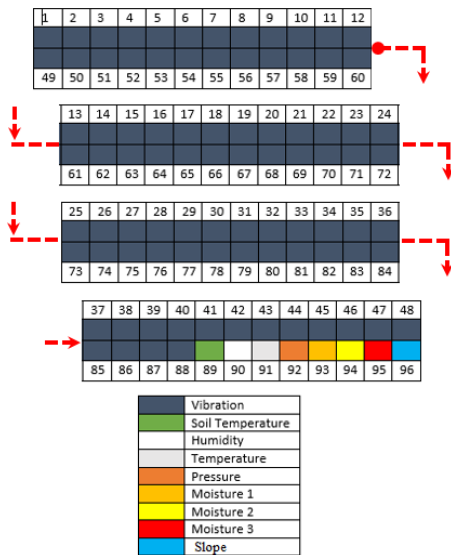 1 2 3 4 5 6 7 8 9 10 11 12
49 50 51 52 53 54 55 56 57 58 59 60
13 14 15 16 17 18 19 20 21 22 23 24
61 62 63 64 65 66 67 68 69 70 71 72
25 26 27 28 29 30 31 32 33 34 35 36
73 74 75 76 77 78 79 80 81 82 83 84
37 38 39 40 41 42 43 44 45 46 47 48
85 86 87 88 89 90 91 92 93 94 95 96
Vibration
Soil Temperature
Humidity
Temperature
Pressure
Moisture 1
Moisture 2
Moisture 3
Slope